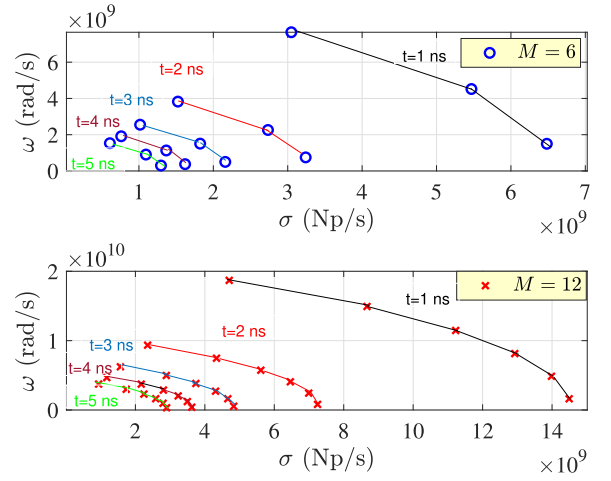 ×10⁹
t=1 ns
M = 6
t=2 ns
t=3 ns
t=4 ns
t=5 ns
6
4
2
0
ω (rad/s)
1 2 3 4 5 6 7
σ (Np/s)
×10⁹
×10¹⁰
M = 12
t=1 ns
t=2 ns
t=3 ns
t=4 ns
t=5 ns
2
1
0
ω (rad/s)
0 2 4 6 8 10 12 14
σ (Np/s)
×10⁹